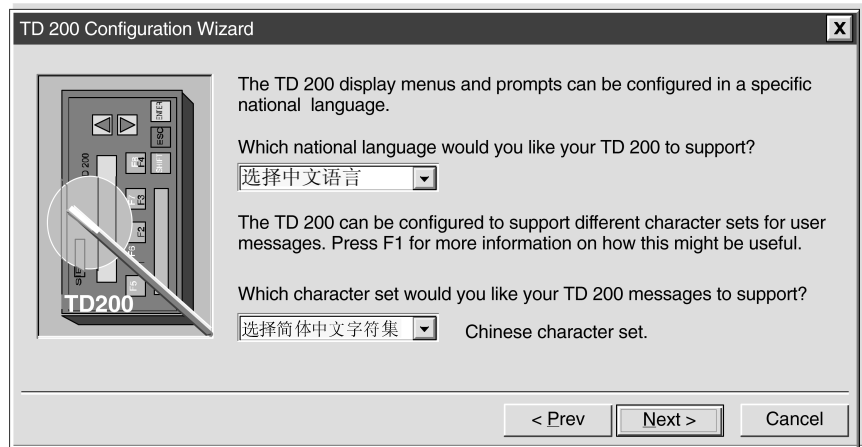 TD 200 Configuration Wizard
X
The TD 200 display menus and prompts can be configured in a specific
national language.
Which national language would you like your TD 200 to support?
选择中文语言
The TD 200 can be configured to support different character sets for user
messages. Press F1 for more information on how this might be useful.
Which character set would you like your TD 200 messages to support?
选择简体中文字符集
Chinese character set.
ENTER
ESC
SHIFT
F8
F4
F7
F3
F6
F2
F5
TD200
< Prev
Next >
Cancel